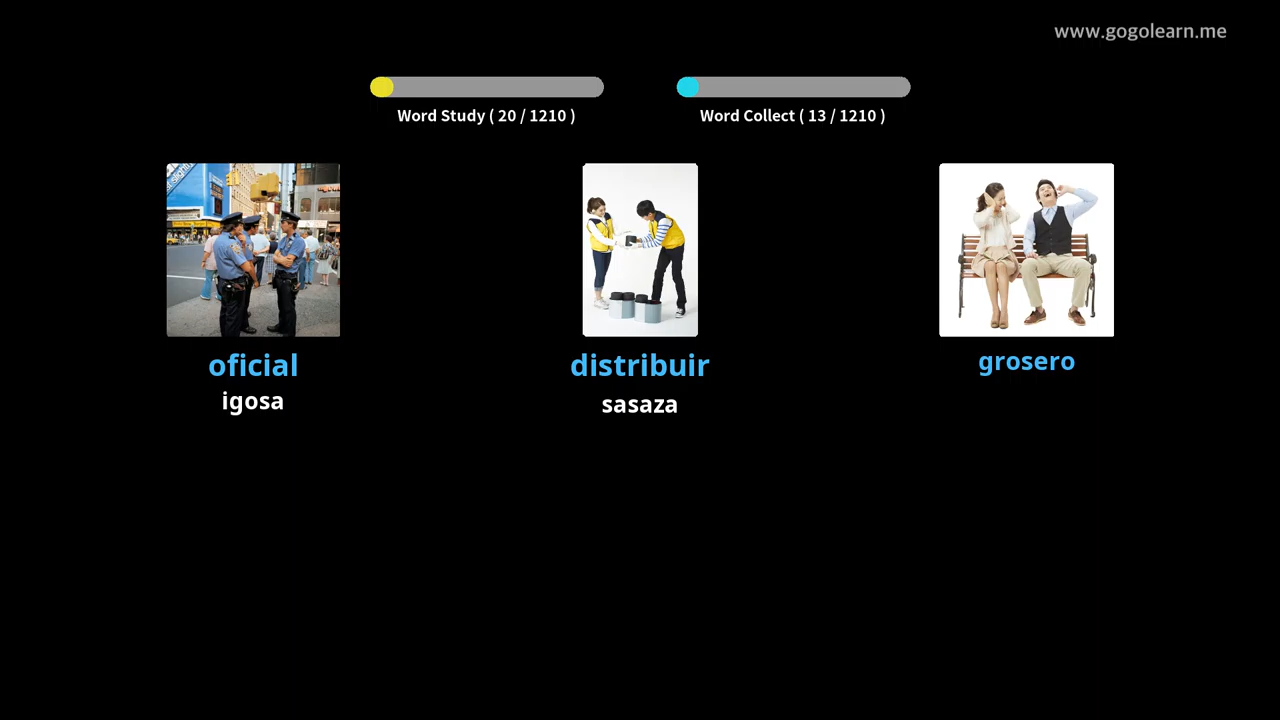 www.gogolearn.me
Word Study ( 20 / 1210 )
Word Collect ( 13 / 1210 )
oficial
igosa
distribuir
sasaza
grosero